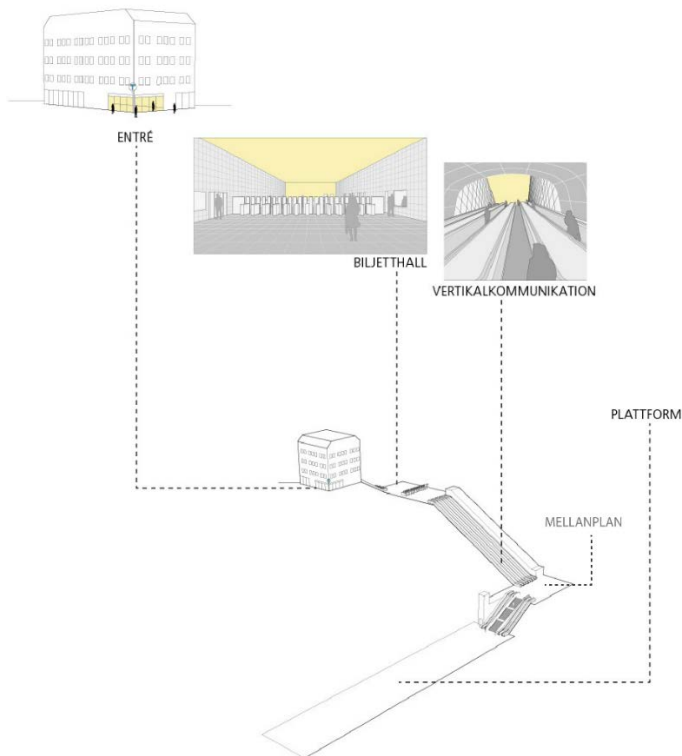 ENTRÉ
BILJETTHALL
VERTIKALKOMMUNIKATION
PLATTFORM
MELLANPLAN